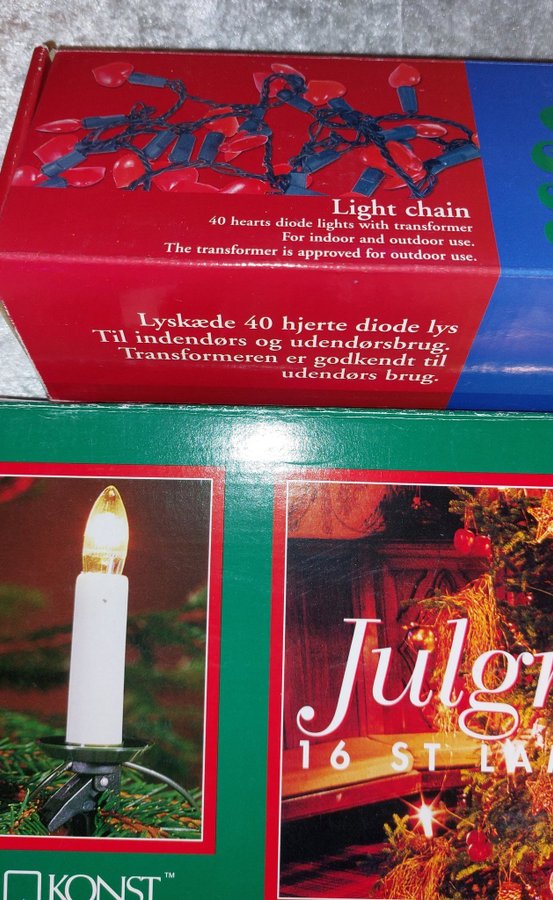 Light chain
40 hearts diode lights with transformer
For indoor and outdoor use.
The transformer is approved for outdoor use.
Lyskæde 40 hjerte diode lys
Til indendørs og udendørsbrug.
Transformeren er godkendt til
udendørs brug.
16 ST
KONST™